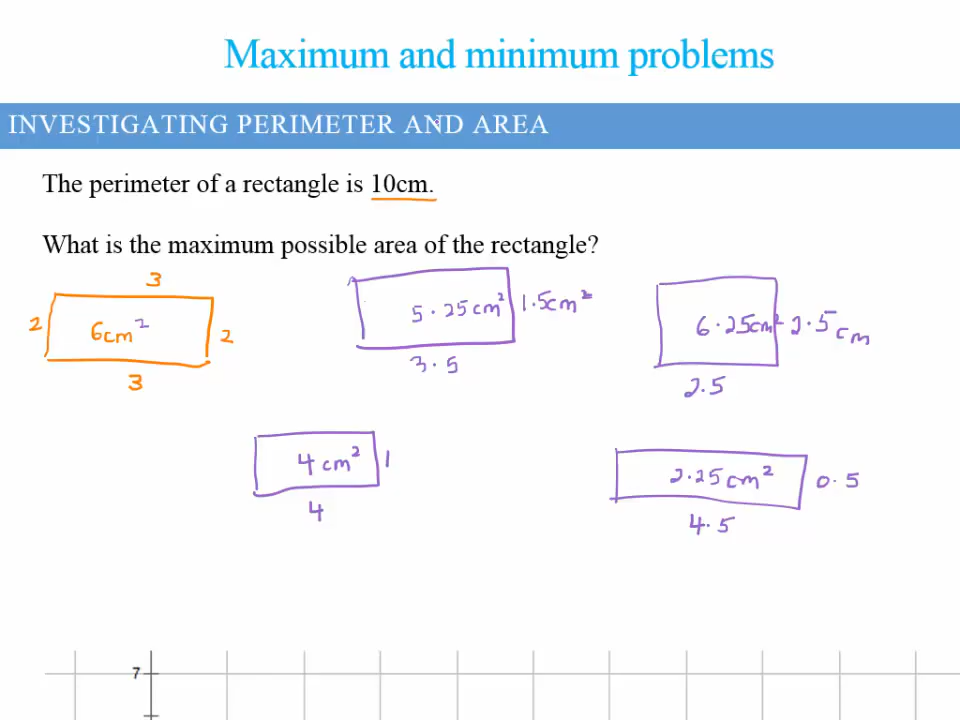 Maximum and minimum problems
INVESTIGATING PERIMETER AND AREA
The perimeter of a rectangle is 10cm.
What is the maximum possible area of the rectangle?
3
2 6cm² 2
3
5.25cm² 1.5cm²
3.5
6.25cm² 2.5cm
2.5
4cm² 1
4
2.25cm² 0.5
4.5
7